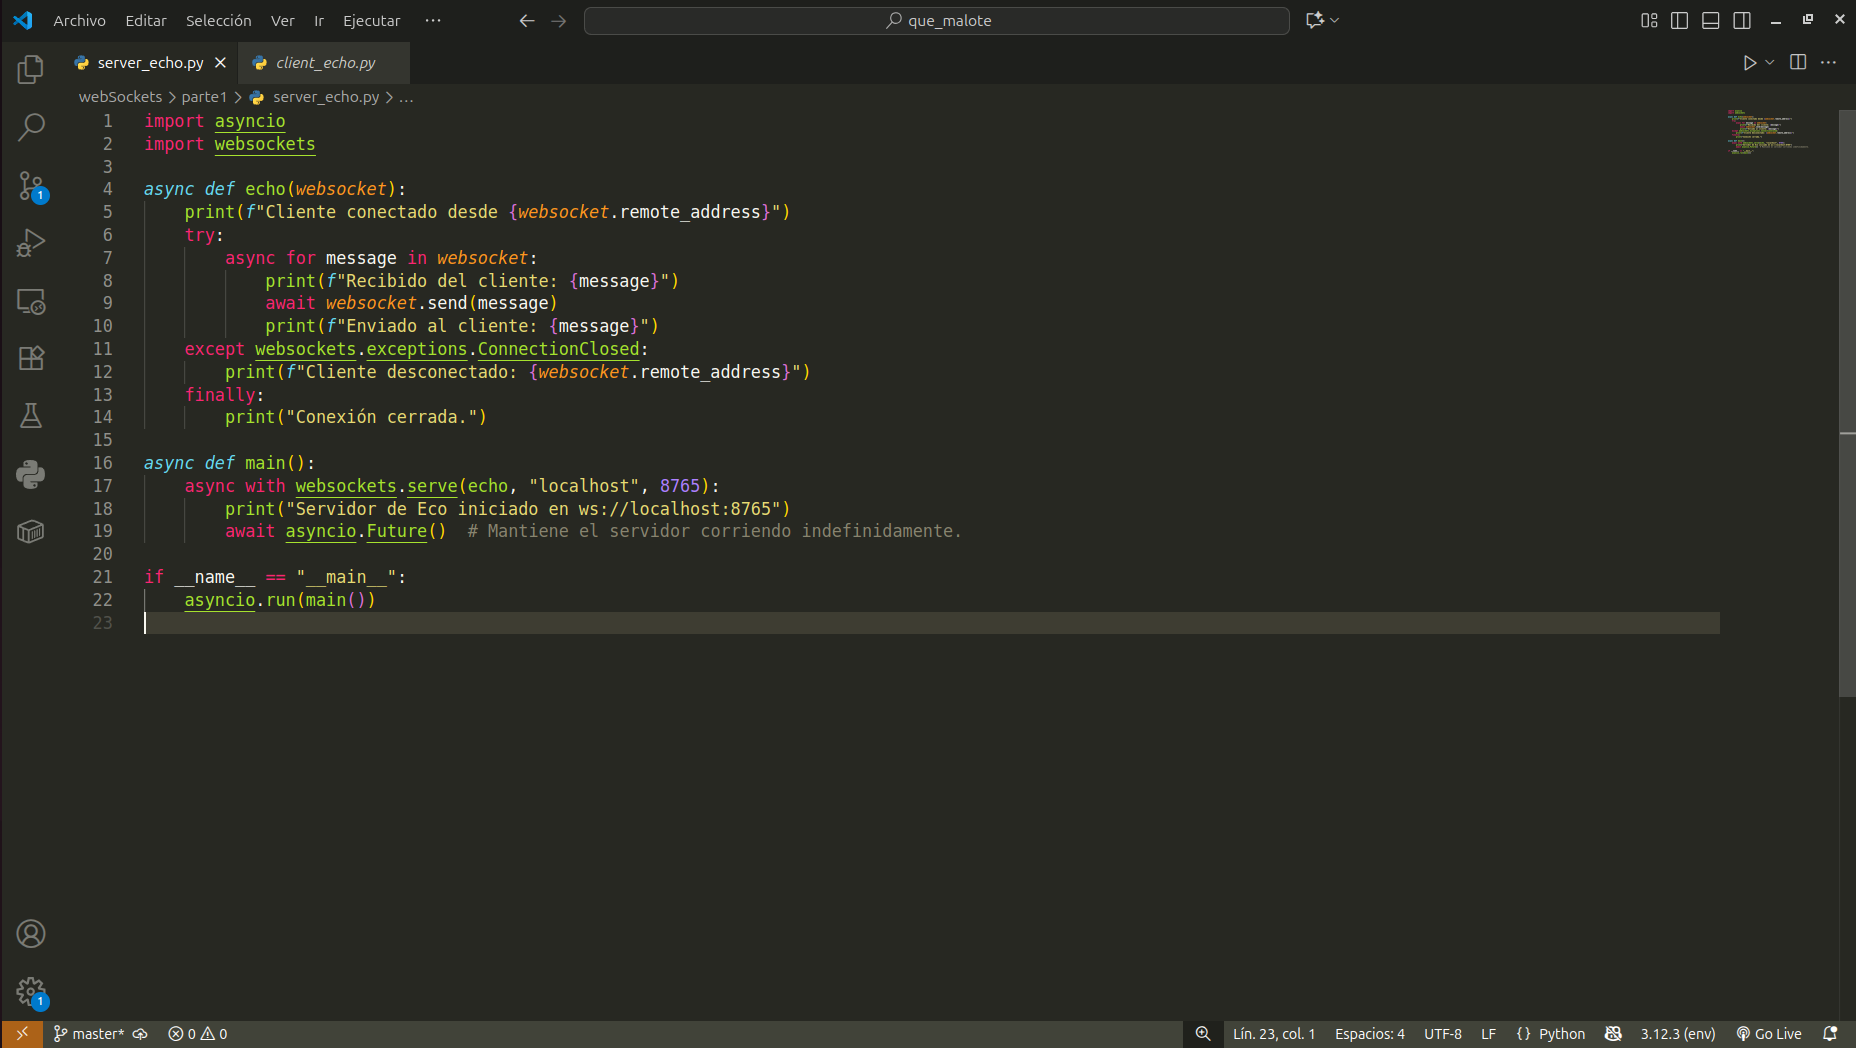 Archivo Editar Selección Ver Ir Ejecutar ··· que_malote
server_echo.py client_echo.py
webSockets > parte1 > server_echo.py > ...
1 import asyncio
2 import websockets
3
4 async def echo(websocket):
5     print(f"Cliente conectado desde {websocket.remote_address}")
6     try:
7         async for message in websocket:
8             print(f"Recibido del cliente: {message}")
9             await websocket.send(message)
10             print(f"Enviado al cliente: {message}")
11     except websockets.exceptions.ConnectionClosed:
12         print(f"Cliente desconectado: {websocket.remote_address}")
13     finally:
14         print("Conexión cerrada.")
15
16 async def main():
17     async with websockets.serve(echo, "localhost", 8765):
18         print("Servidor de Eco iniciado en ws://localhost:8765")
19         await asyncio.Future()  # Mantiene el servidor corriendo indefinidamente.
20
21 if __name__ == "__main__":
22     asyncio.run(main())
23
1
1
master* 0 0 Lín. 23, col. 1 Espacios: 4 UTF-8 LF {} Python 3.12.3 (env) Go Live